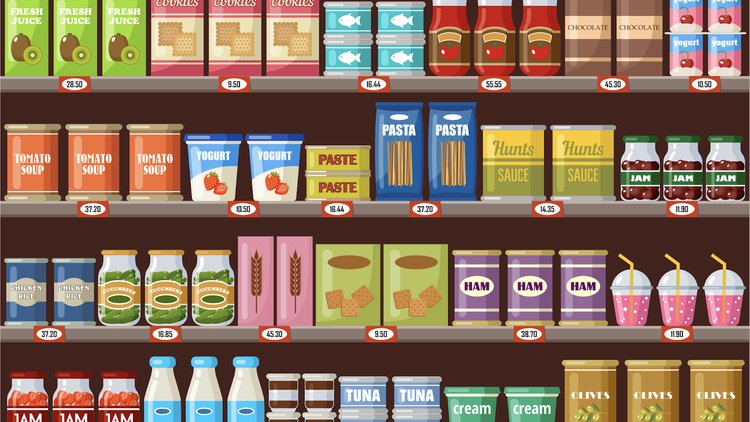 FRESH
JUICE
FRESH
JUICE
FRESH
JUICE
COOKIES
COOKIES
COOKIES
CHOCOLATE
CHOCOLATE
yogurt
yogurt
yogurt
yogurt
28.50
9.50
16.44
55.55
45.30
10.50
TOMATO
SOUP
TOMATO
SOUP
TOMATO
SOUP
YOGURT
YOGURT
PASTE
PASTE
PASTA
PASTA
Hunts
SAUCE
Hunts
SAUCE
JAM
JAM
JAM
37.20
10.50
16.44
37.20
14.35
11.90
CHICKEN
RICE
CHICKEN
RICE
CUCUMBERS
CUCUMBERS
CUCUMBERS
HAM
HAM
HAM
37.20
16.85
45.30
9.50
38.70
11.90
JAM
JAM
JAM
TUNA
TUNA
cream
cream
OLIVES
OLIVES
OLIVES